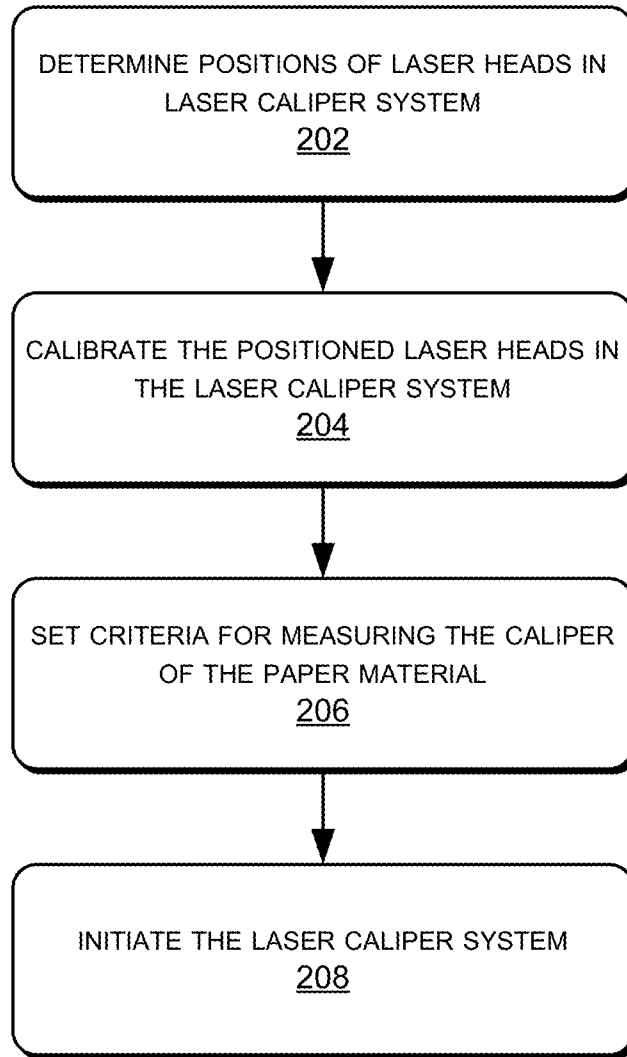 DETERMINE POSITIONS OF LASER HEADS IN
LASER CALIPER SYSTEM
202
CALIBRATE THE POSITIONED LASER HEADS IN
THE LASER CALIPER SYSTEM
204
SET CRITERIA FOR MEASURING THE CALIPER
OF THE PAPER MATERIAL
206
INITIATE THE LASER CALIPER SYSTEM
208